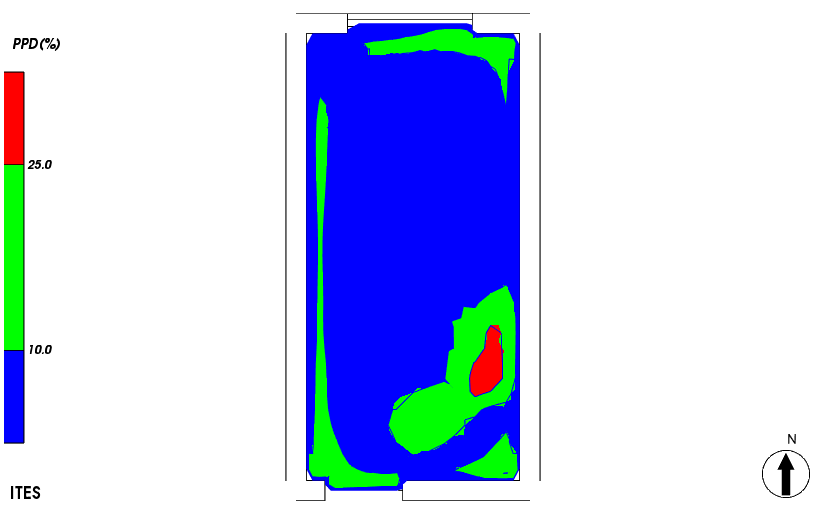 PPD(%)
25.0
10.0
N
ITES